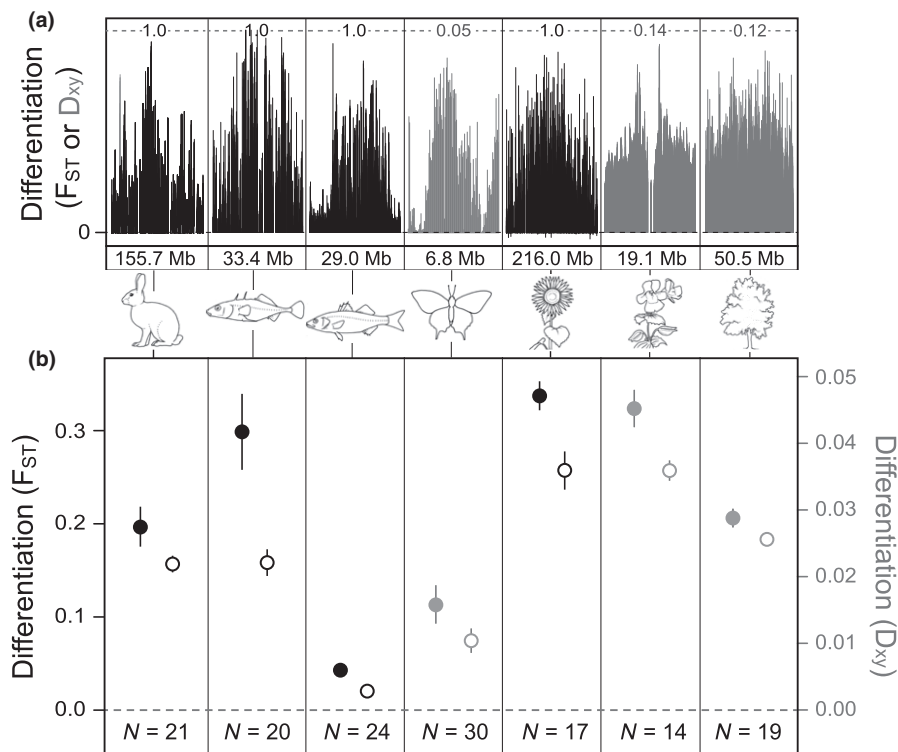 (a)
1.0 1.0 1.0 0.05 1.0 0.14 0.12
Differentiation
(FST or Dxy)
0
155.7 Mb 33.4 Mb 29.0 Mb 6.8 Mb 216.0 Mb 19.1 Mb 50.5 Mb
(b)
Differentiation (FST)
0.3
0.2
0.1
0.0
0.05
0.04
0.03
0.02
0.01
0.00
Differentiation (Dxy)
N = 21 N = 20 N = 24 N = 30 N = 17 N = 14 N = 19